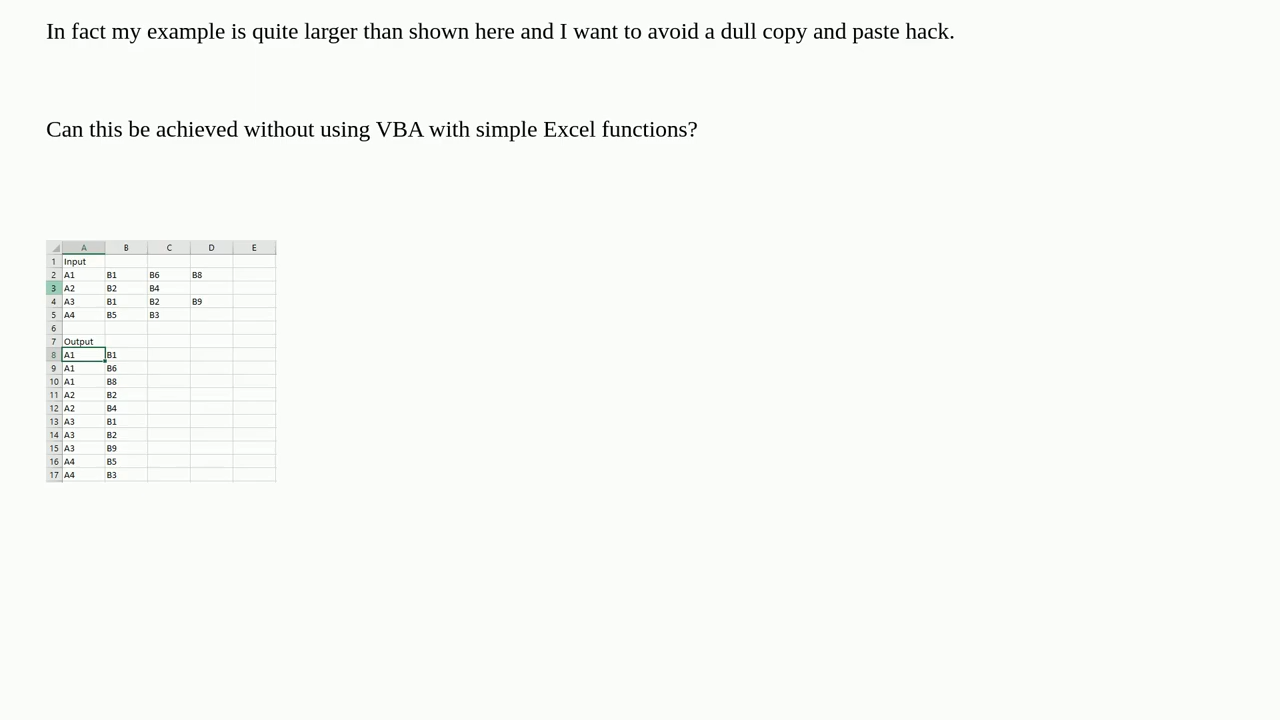 In fact my example is quite larger than shown here and I want to avoid a dull copy and paste hack.
Can this be achieved without using VBA with simple Excel functions?
A B C D E
1 Input
2 A1 B1 B6 B8
3 A2 B2 B4
4 A3 B1 B2 B9
5 A4 B5 B3
6
7 Output
8 A1 B1
9 A1 B6
10 A1 B8
11 A2 B2
12 A2 B4
13 A3 B1
14 A3 B2
15 A3 B9
16 A4 B5
17 A4 B3